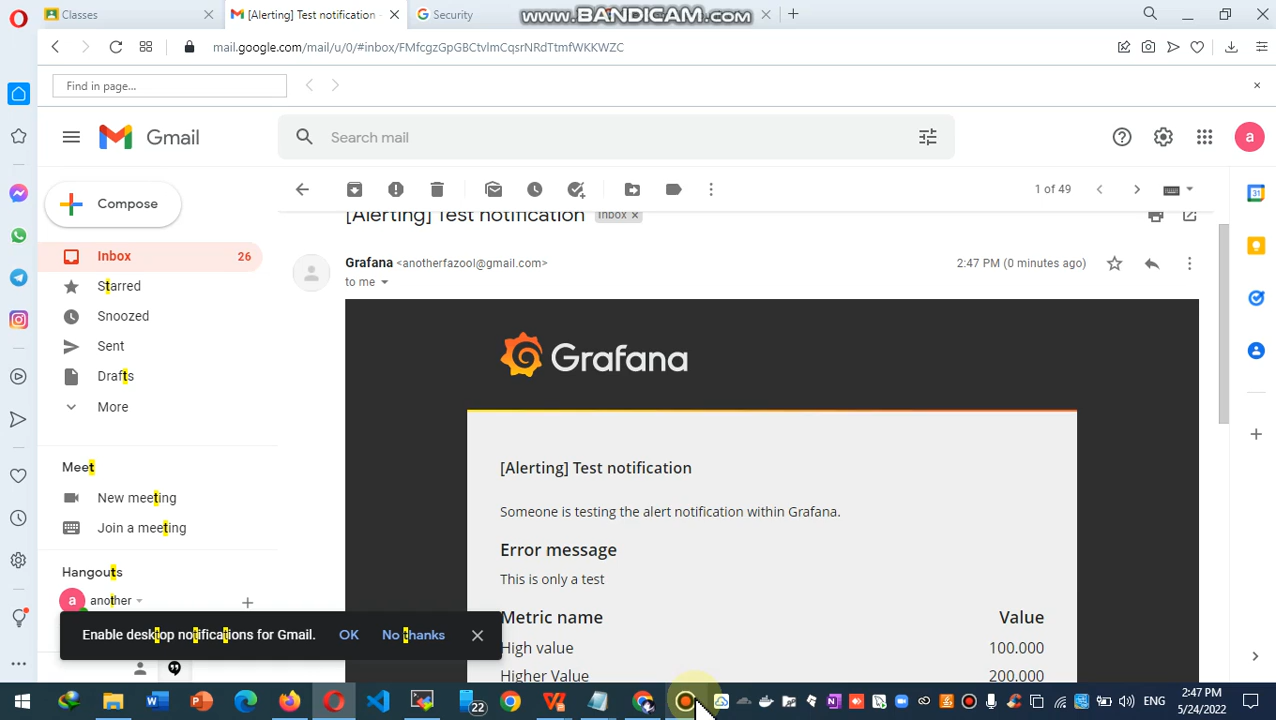 Classes
[Alerting] Test notification -
Security
www.BANDICAM.com
mail.google.com/mail/u/0/#inbox/FMfcgzGpGBCtvlmCqsrNRdTtmfWKKWZC
Find in page...
Gmail
Search mail
a
Compose
1 of 49
[Alerting] Test notification
Inbox
Inbox
26
Starred
Snoozed
Sent
Drafts
More
Grafana <anotherfazool@gmail.com>
2:47 PM (0 minutes ago)
to me
Grafana
[Alerting] Test notification
Someone is testing the alert notification within Grafana.
Error message
This is only a test
Metric name
Value
High value
100.000
Higher Value
200.000
Meet
New meeting
Join a meeting
Hangouts
a
another
Enable desktop notifications for Gmail.
OK
No thanks
22
ENG
2:47 PM
5/24/2022